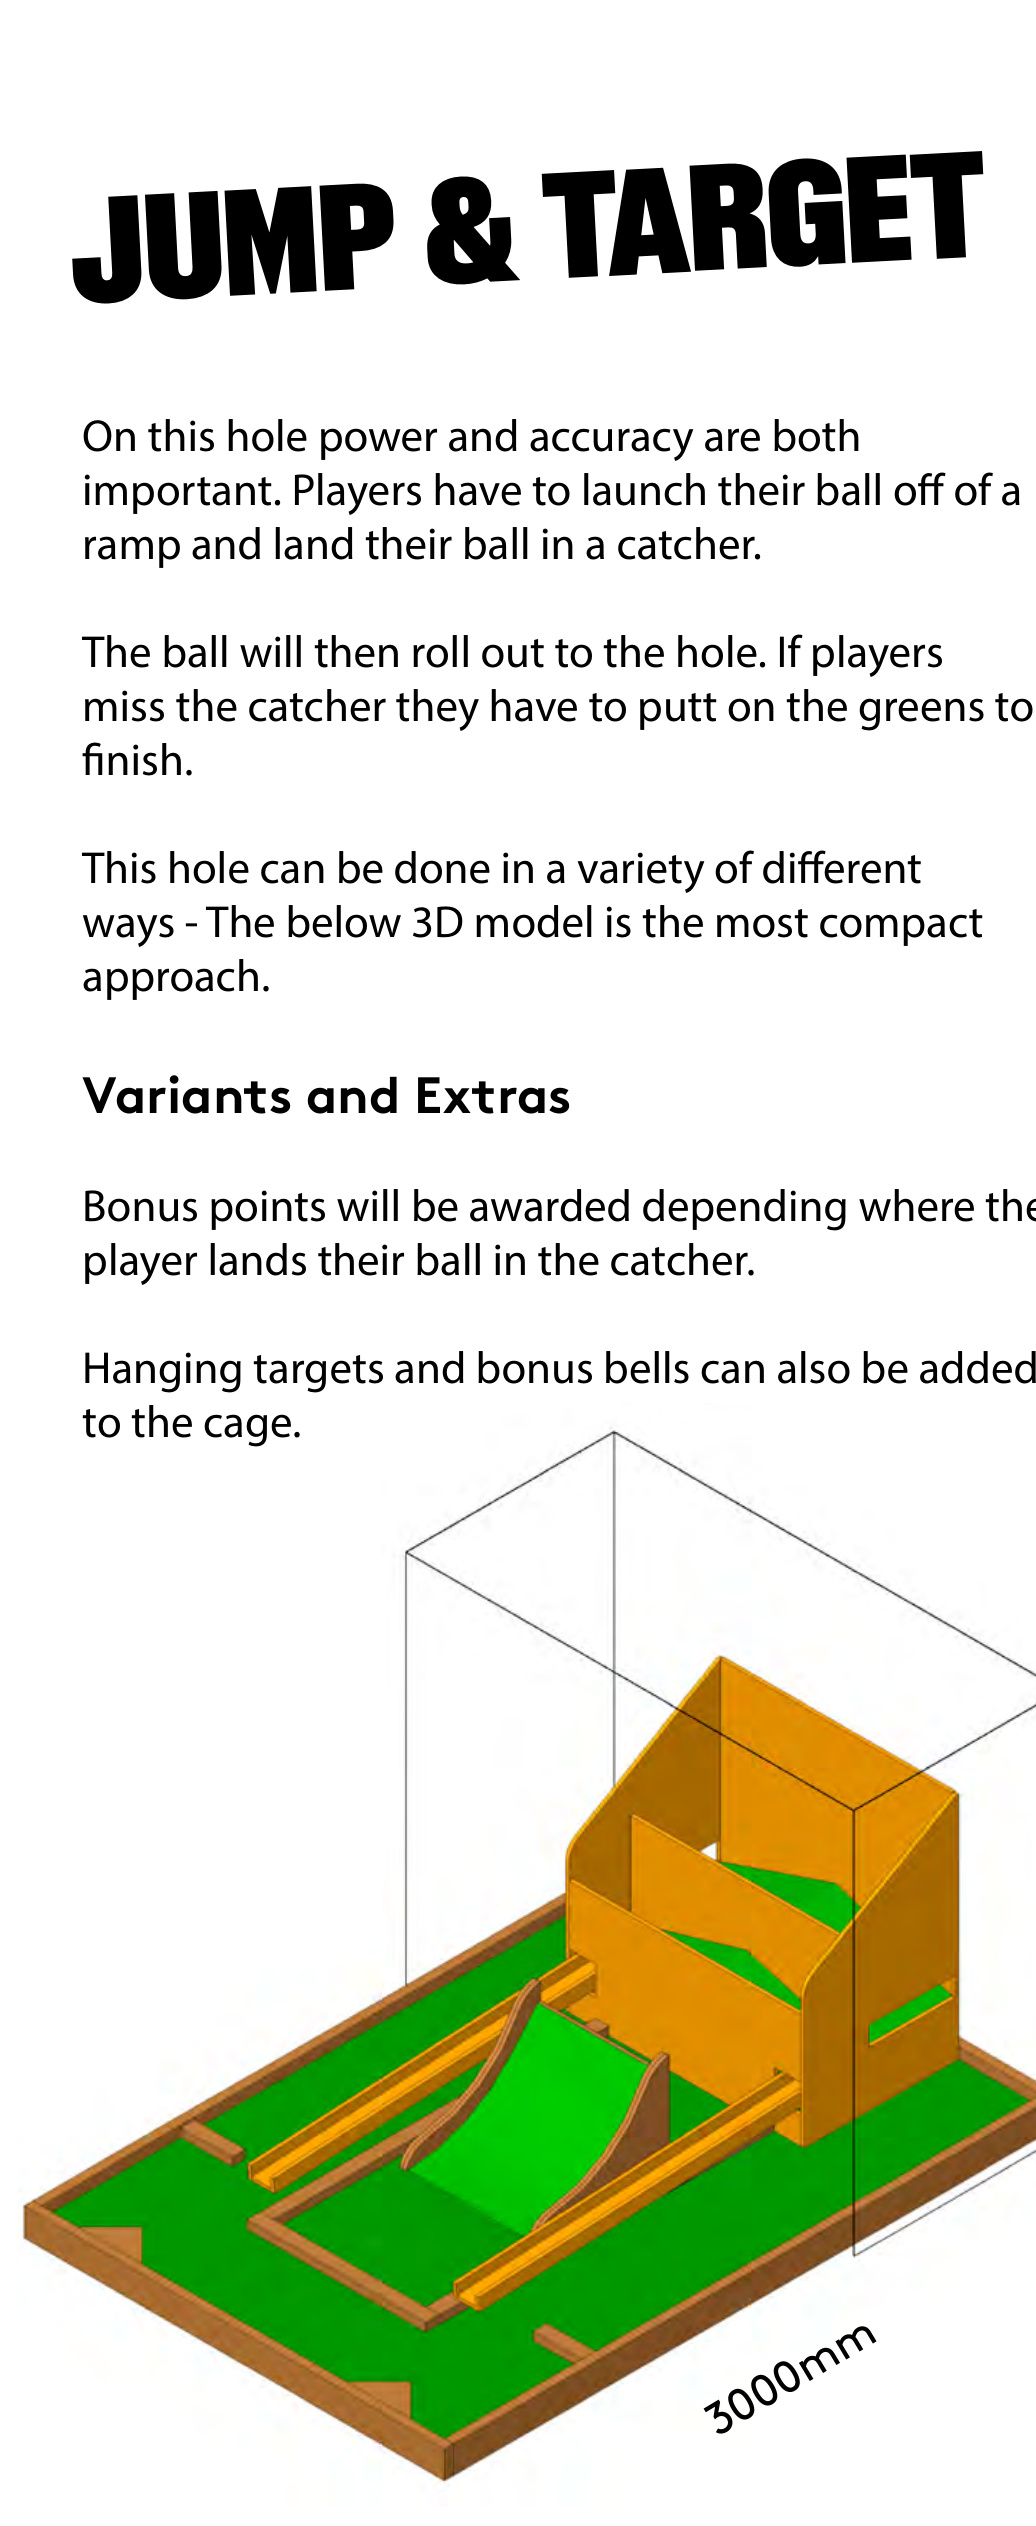 JUMP & TARGET
On this hole power and accuracy are both
important. Players have to launch their ball off of a
ramp and land their ball in a catcher.
The ball will then roll out to the hole. If players
miss the catcher they have to putt on the greens to
finish.
This hole can be done in a variety of different
ways - The below 3D model is the most compact
approach.
Variants and Extras
Bonus points will be awarded depending where the
player lands their ball in the catcher.
Hanging targets and bonus bells can also be added
to the cage.
3000mm